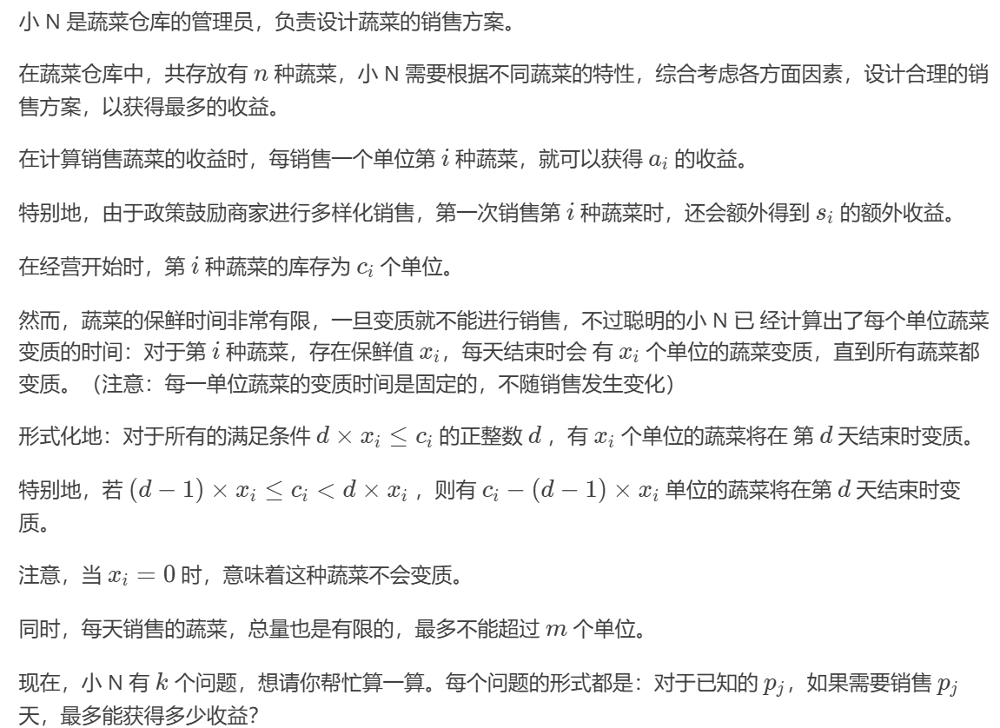 小 N 是蔬菜仓库的管理员，负责设计蔬菜的销售方案。
在蔬菜仓库中，共存放有 n 种蔬菜，小 N 需要根据不同蔬菜的特性，综合考虑各方面因素，设计合理的销
售方案，以获得最多的收益。
在计算销售蔬菜的收益时，每销售一个单位第 i 种蔬菜，就可以获得 a_i 的收益。
特别地，由于政策鼓励商家进行多样化销售，第一次销售第 i 种蔬菜时，还会额外得到 s_i 的额外收益。
在经营开始时，第 i 种蔬菜的库存为 c_i 个单位。
然而，蔬菜的保鲜时间非常有限，一旦变质就不能进行销售，不过聪明的小 N 已 经计算出了每个单位蔬菜
变质的时间：对于第 i 种蔬菜，存在保鲜值 x_i，每天结束时会 有 x_i 个单位的蔬菜变质，直到所有蔬菜都
变质。（注意：每一单位蔬菜的变质时间是固定的，不随销售发生变化）
形式化地：对于所有的满足条件 d × x_i ≤ c_i 的正整数 d ，有 x_i 个单位的蔬菜将在 第 d 天结束时变质。
特别地，若 (d − 1) × x_i ≤ c_i < d × x_i ，则有 c_i − (d − 1) × x_i 单位的蔬菜将在第 d 天结束时变
质。
注意，当 x_i = 0 时，意味着这种蔬菜不会变质。
同时，每天销售的蔬菜，总量也是有限的，最多不能超过 m 个单位。
现在，小 N 有 k 个问题，想请你帮忙算一算。每个问题的形式都是：对于已知的 p_j，如果需要销售 p_j
天，最多能获得多少收益？